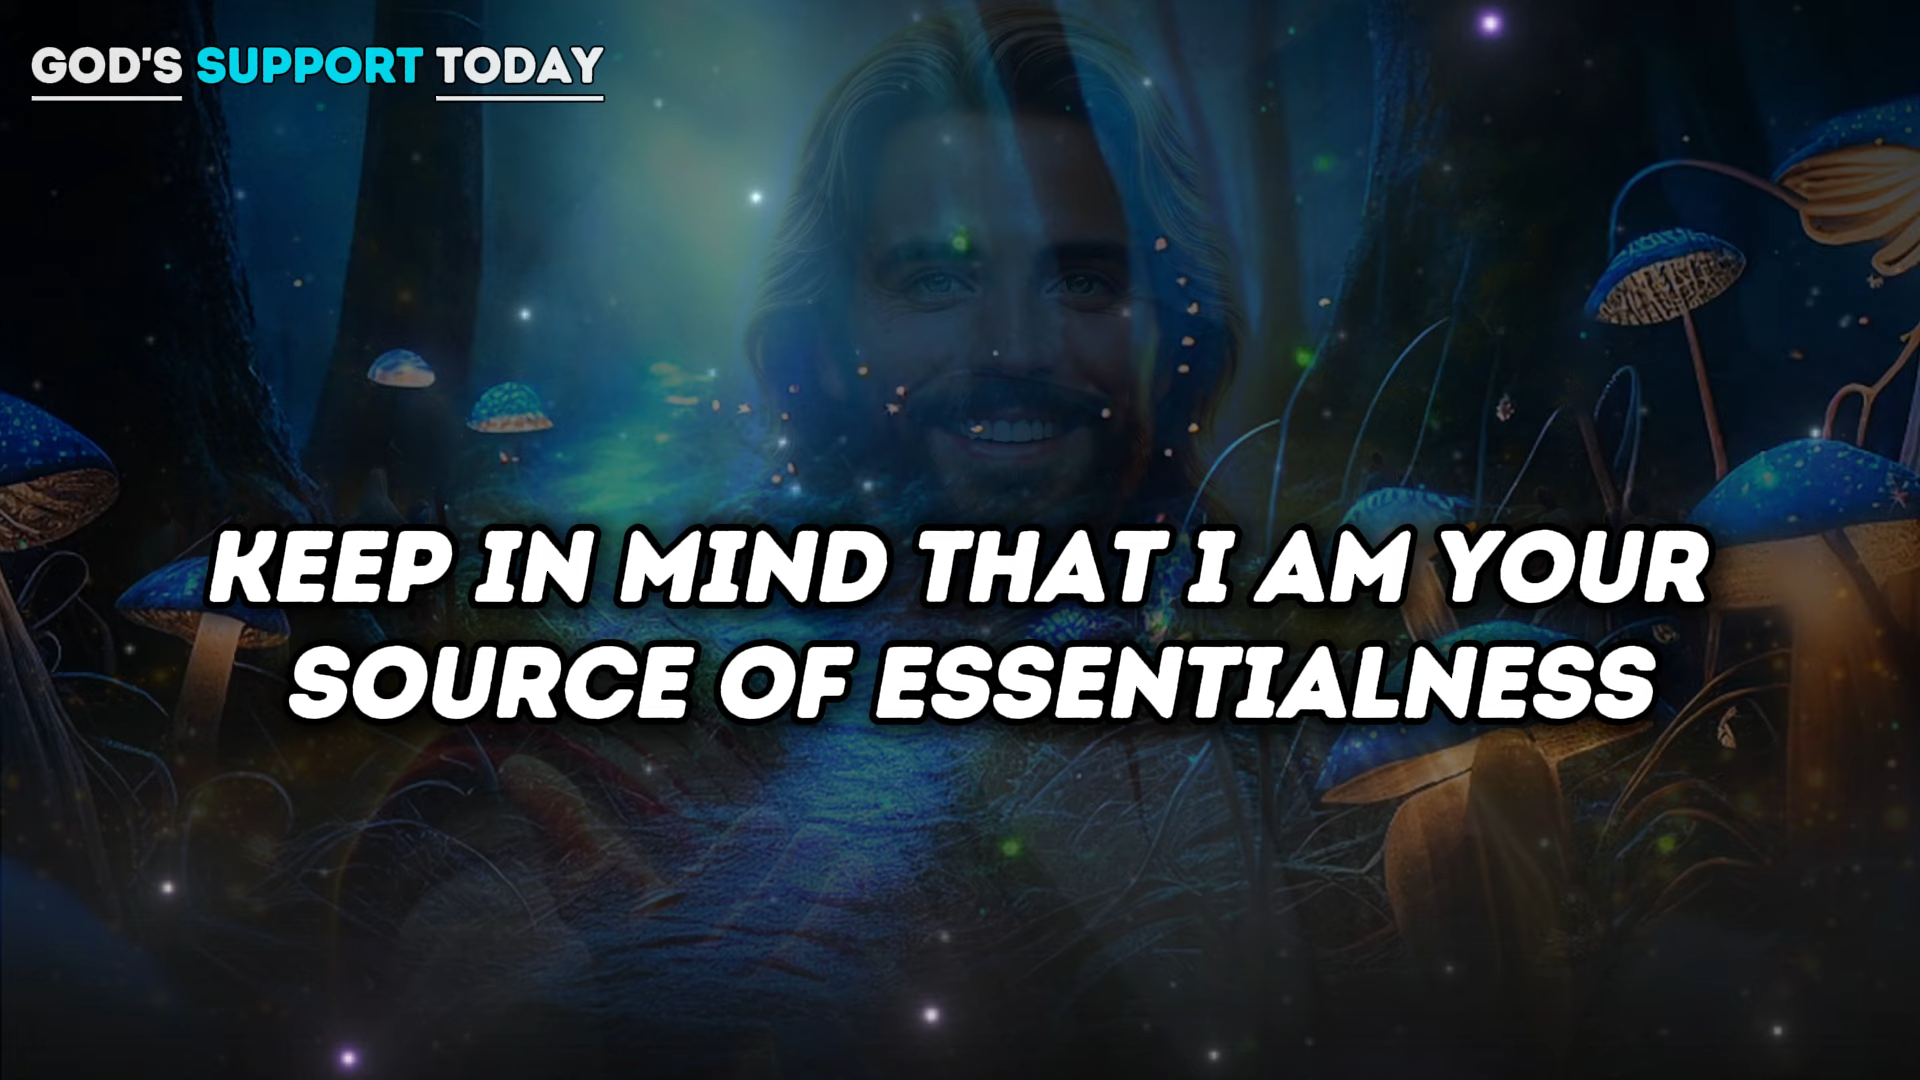 GOD'S SUPPORT TODAY
KEEP IN MIND THAT I AM YOUR
SOURCE OF ESSENTIALNESS